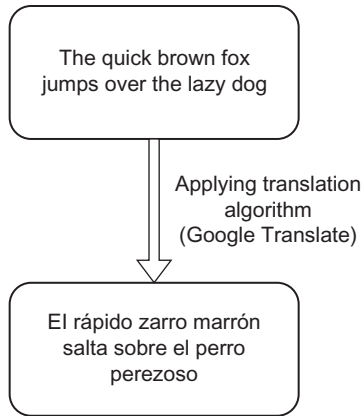 The quick brown fox
jumps over the lazy dog
Applying translation
algorithm
(Google Translate)
El rápido zarro marrón
salta sobre el perro
perezoso